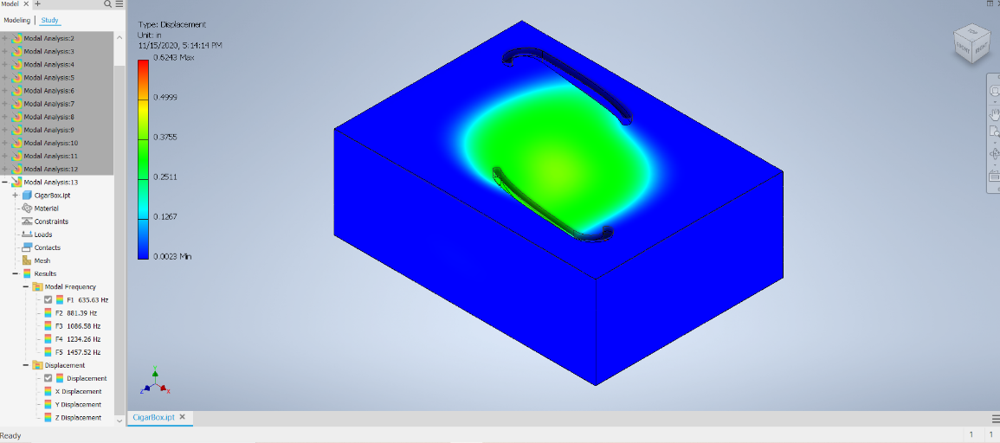 Model
Modeling | Study
Modal Analysis:2
Modal Analysis:3
Modal Analysis:4
Modal Analysis:5
Modal Analysis:6
Modal Analysis:7
Modal Analysis:8
Modal Analysis:9
Modal Analysis:10
Modal Analysis:11
Modal Analysis:12
Modal Analysis:13
CigarBox.ipt
Material
Constraints
Loads
Contacts
Mesh
Results
Modal Frequency
F1 635.63 Hz
F2 881.39 Hz
F3 1086.58 Hz
F4 1234.26 Hz
F5 1457.52 Hz
Displacement
Displacement
X Displacement
Y Displacement
Z Displacement
Type: Displacement
Unit: in
11/15/2020, 5:14:14 PM
0.6243 Max
0.4999
0.3755
0.2511
0.1267
0.0023 Min
TOP
FRONT
RIGHT
Y
Z
X
CigarBox.ipt
Ready
1 1